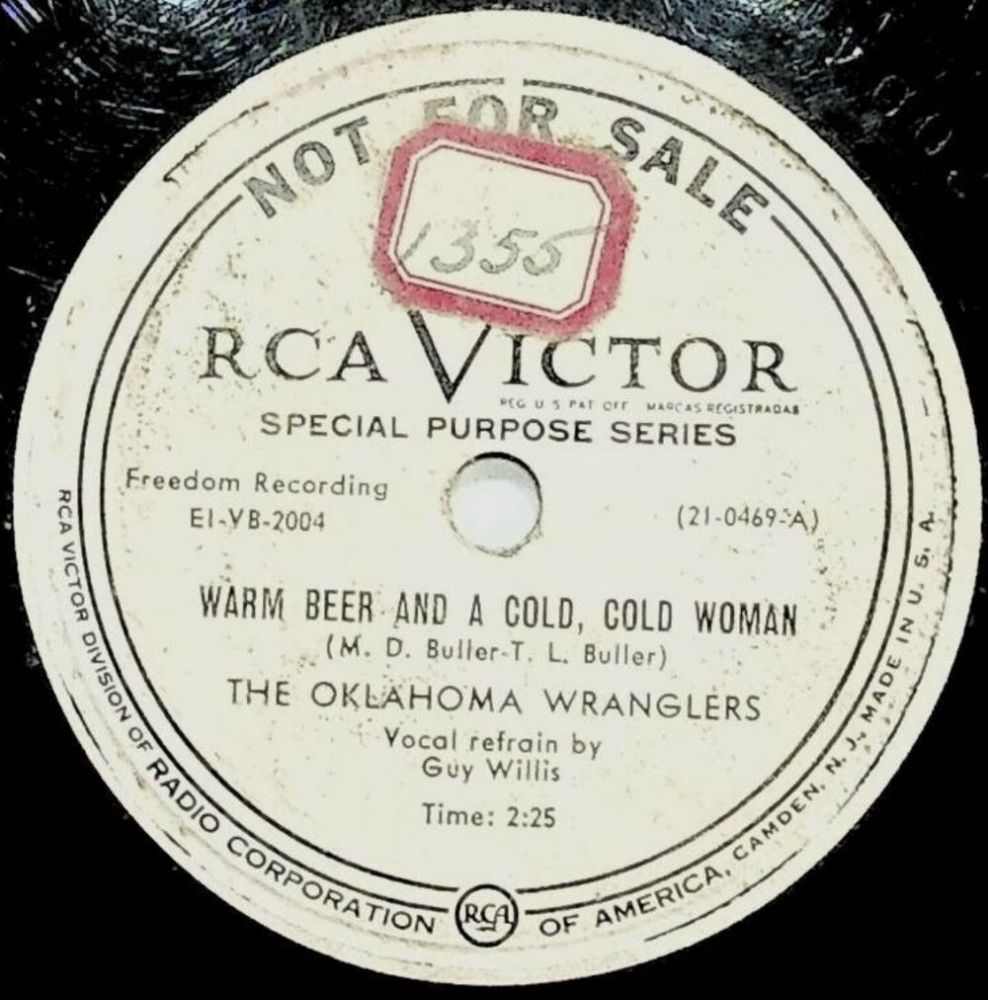 NOT FOR SALE
1355
RCA VICTOR
REG U S PAT OFF MARCAS REGISTRADAS
SPECIAL PURPOSE SERIES
Freedom Recording
E1-VB-2004
(21-0469-A)
WARM BEER AND A COLD, COLD WOMAN
(M. D. Buller-T. L. Buller)
THE OKLAHOMA WRANGLERS
Vocal refrain by
Guy Willis
Time: 2:25
RCA VICTOR DIVISION OF RADIO CORPORATION OF AMERICA, CAMDEN, N. J., MADE IN U. S. A.
RCA